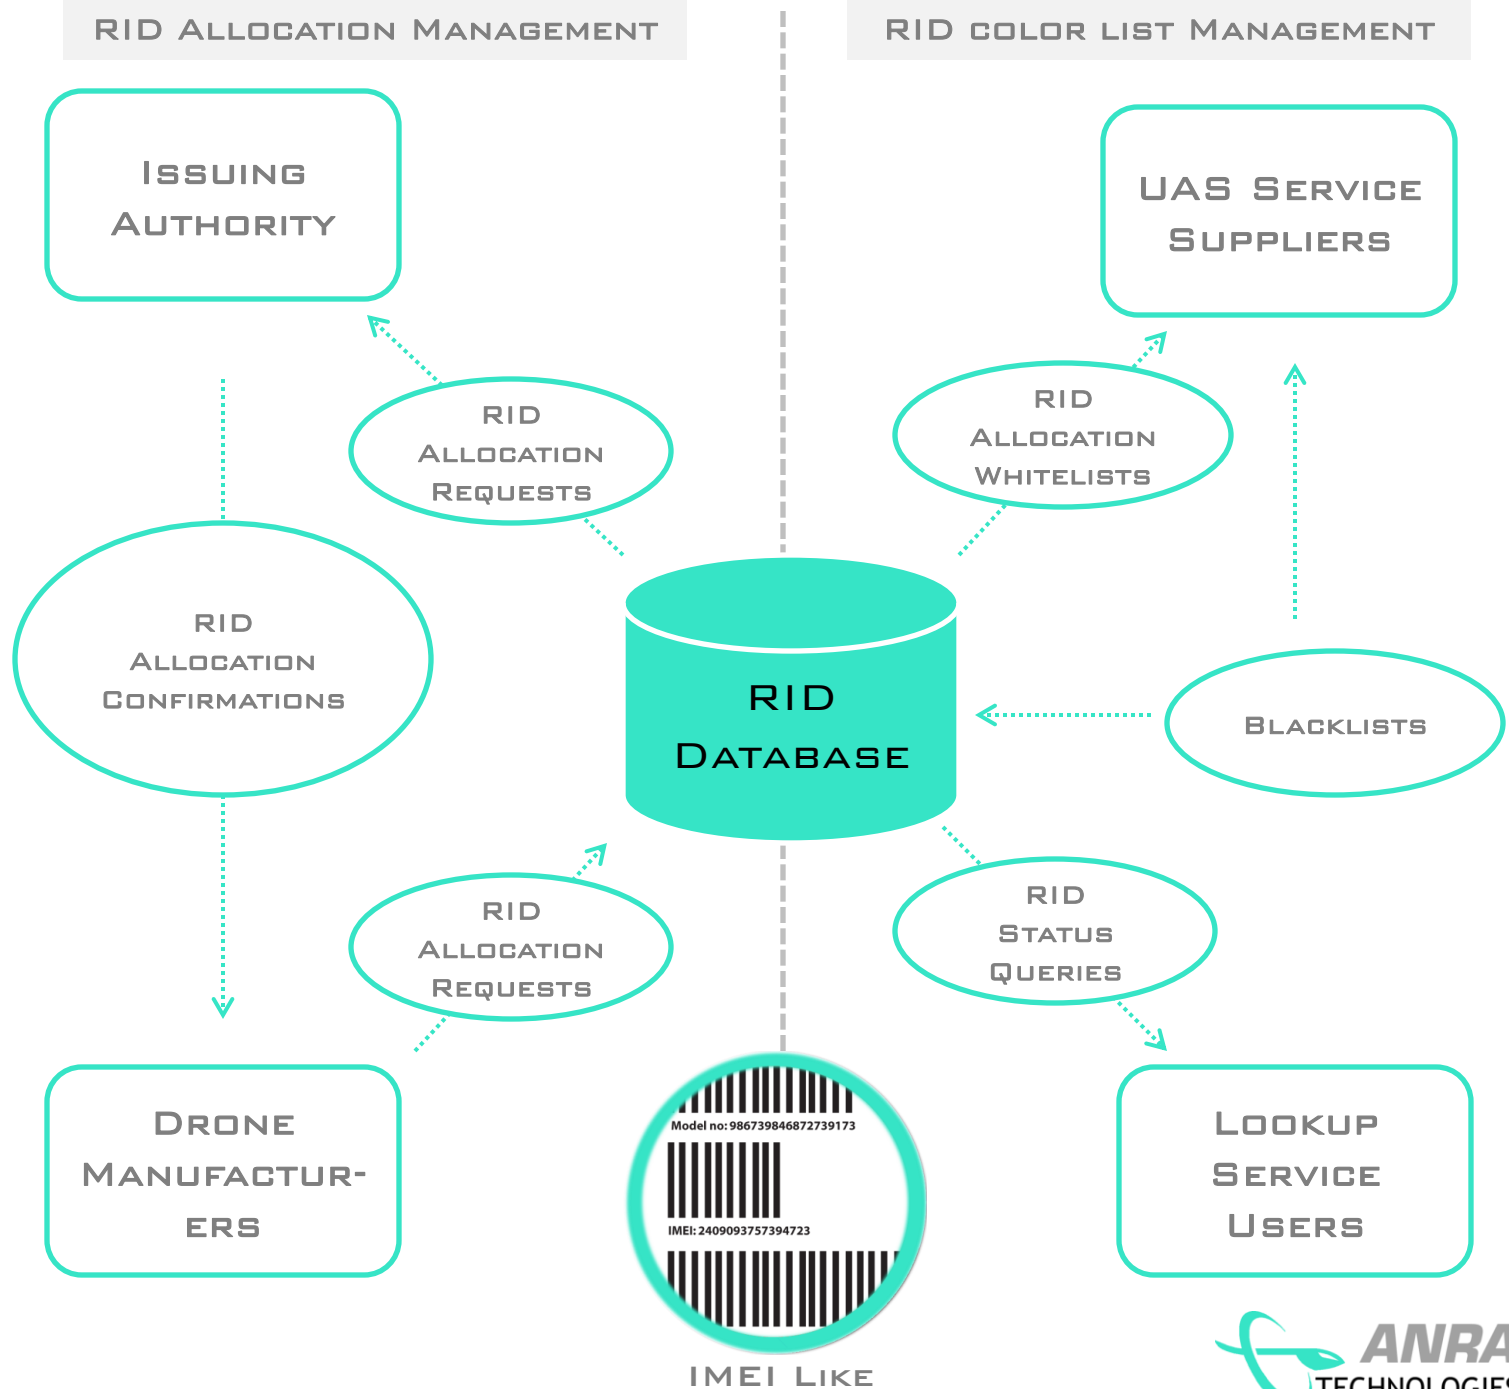 RID Allocation Management
RID color list Management
Issuing
Authority
UAS Service
Suppliers
RID
Allocation
Requests
RID
Allocation
Whitelists
RID
Allocation
Confirmations
RID
Database
Blacklists
RID
Allocation
Requests
RID
Status
Queries
Drone
Manufactur-
ers
Model no: 986739846872739173
IMEI: 2409093757394723
Lookup
Service
Users
IMEI Like
ANRA
TECHNOLOGIES